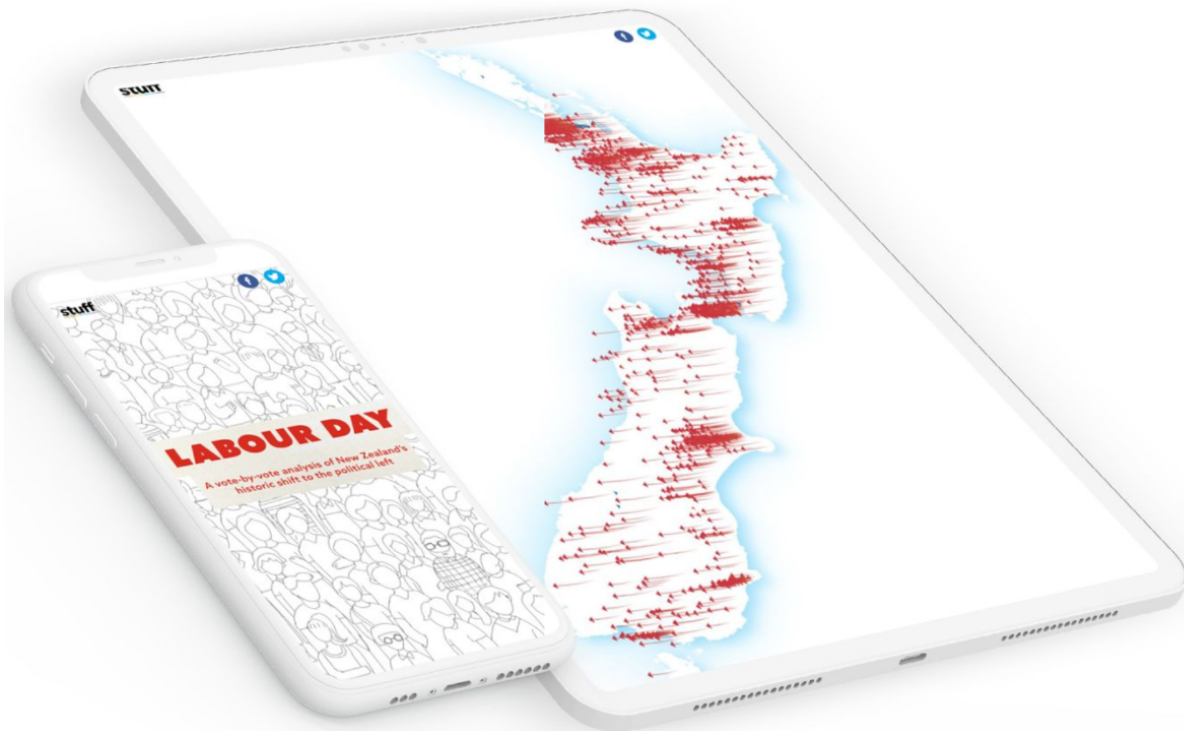 stuff
stuff
LABOUR DAY
A vote-by-vote analysis of New Zealand's
historic shift to the political left